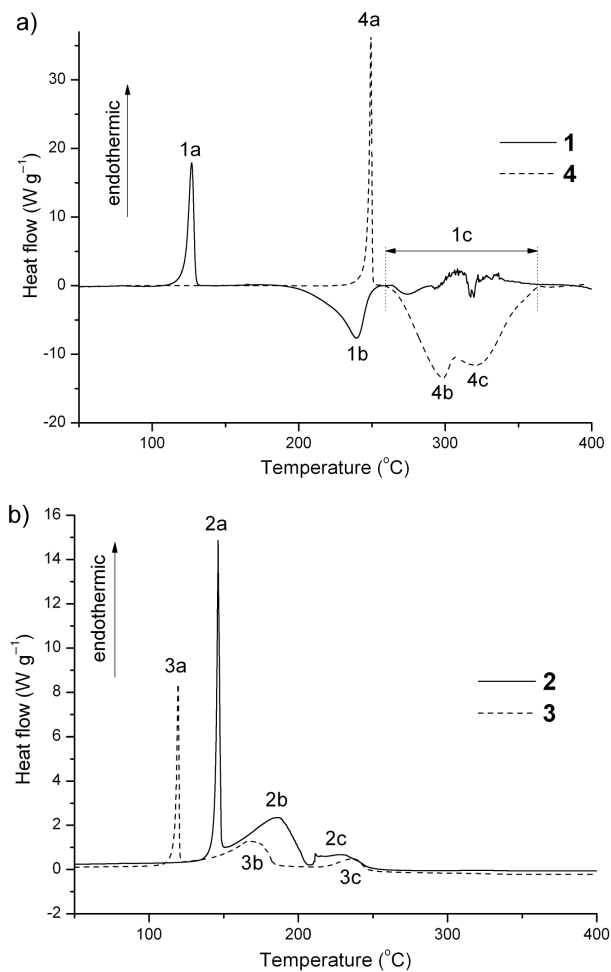 a)
4a
30
20
10
0
-10
-20
Heat flow (W g⁻¹)
endothermic
1a
1
4
1c
1b
4b
4c
100
200
300
400
Temperature (°C)
b)
2a
16
14
12
10
8
6
4
2
0
-2
Heat flow (W g⁻¹)
endothermic
3a
2
3
2b
2c
3b
3c
100
200
300
400
Temperature (°C)